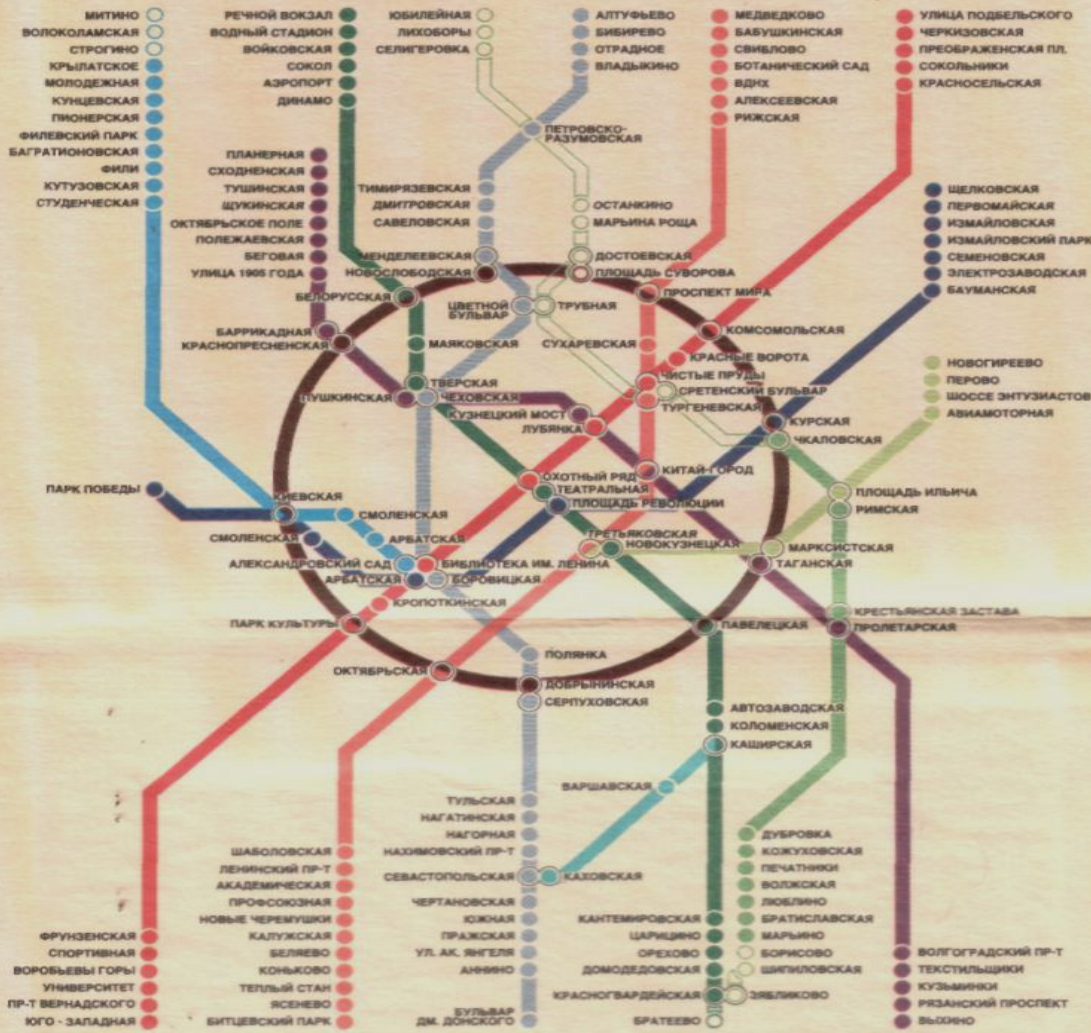 МИТИНО
ВОЛОКОЛАМСКАЯ
СТРОГИНО
КРЫЛАТСКОЕ
МОЛОДЕЖНАЯ
КУНЦЕВСКАЯ
ПИОНЕРСКАЯ
ФИЛЕВСКИЙ ПАРК
БАГРАТИОНОВСКАЯ
ФИЛИ
КУТУЗОВСКАЯ
СТУДЕНЧЕСКАЯ
РЕЧНОЙ ВОКЗАЛ
ВОДНЫЙ СТАДИОН
ВОЙКОВСКАЯ
СОКОЛ
АЭРОПОРТ
ДИНАМО
ЮБИЛЕЙНАЯ
ЛИХОБОРЫ
СЕЛИГЕРОВКА
АЛТУФЬЕВО
БИБИРЕВО
ОТРАДНОЕ
ВЛАДЫКИНО
МЕДВЕДКОВО
БАБУШКИНСКАЯ
СВИБЛОВО
БОТАНИЧЕСКИЙ САД
ВДНХ
АЛЕКСЕЕВСКАЯ
РИЖСКАЯ
УЛИЦА ПОДБЕЛЬСКОГО
ЧЕРКИЗОВСКАЯ
ПРЕОБРАЖЕНСКАЯ ПЛ.
СОКОЛЬНИКИ
КРАСНОСЕЛЬСКАЯ
ПЕТРОВСКО-
РАЗУМОВСКАЯ
ПЛАНЕРНАЯ
СХОДНЕНСКАЯ
ТУШИНСКАЯ
ЩУКИНСКАЯ
ОКТЯБРЬСКОЕ ПОЛЕ
ПОЛЕЖАЕВСКАЯ
БЕГОВАЯ
УЛИЦА 1905 ГОДА
ТИМИРЯЗЕВСКАЯ
ДМИТРОВСКАЯ
САВЕЛОВСКАЯ
МЕНДЕЛЕЕВСКАЯ
НОВОСЛОБОДСКАЯ
ОСТАНКИНО
МАРЬИНА РОЩА
ДОСТОЕВСКАЯ
ПЛОЩАДЬ СУВОРОВА
ЩЕЛКОВСКАЯ
ПЕРВОМАЙСКАЯ
ИЗМАЙЛОВСКАЯ
ИЗМАЙЛОВСКИЙ ПАРК
СЕМЕНОВСКАЯ
ЭЛЕКТРОЗАВОДСКАЯ
БАУМАНСКАЯ
БЕЛОРУССКАЯ
ЦВЕТНОЙ
БУЛЬВАР
ТРУБНАЯ
ПРОСПЕКТ МИРА
БАРРИКАДНАЯ
КРАСНОПРЕСНЕНСКАЯ
МАЯКОВСКАЯ
СУХАРЕВСКАЯ
КОМСОМОЛЬСКАЯ
КРАСНЫЕ ВОРОТА
ТВЕРСКАЯ
ПУШКИНСКАЯ
ЧЕХОВСКАЯ
ЧИСТЫЕ ПРУДЫ
СРЕТЕНСКИЙ БУЛЬВАР
ТУРГЕНЕВСКАЯ
КУЗНЕЦКИЙ МОСТ
ЛУБЯНКА
НОВОГИРЕЕВО
ПЕРОВО
ШОССЕ ЭНТУЗИАСТОВ
АВИАМОТОРНАЯ
КУРСКАЯ
ЧКАЛОВСКАЯ
ОХОТНЫЙ РЯД
ТЕАТРАЛЬНАЯ
ПЛОЩАДЬ РЕВОЛЮЦИИ
КИТАЙ-ГОРОД
ПАРК ПОБЕДЫ
КИЕВСКАЯ
СМОЛЕНСКАЯ
СМОЛЕНСКАЯ
АРБАТСКАЯ
ПЛОЩАДЬ ИЛЬИЧА
РИМСКАЯ
ТРЕТЬЯКОВСКАЯ
НОВОКУЗНЕЦКАЯ
МАРКСИСТСКАЯ
ТАГАНСКАЯ
АЛЕКСАНДРОВСКИЙ САД
БИБЛИОТЕКА ИМ. ЛЕНИНА
АРБАТСКАЯ
БОРОВИЦКАЯ
КРОПОТКИНСКАЯ
ПАРК КУЛЬТУРЫ
КРЕСТЬЯНСКАЯ ЗАСТАВА
ПРОЛЕТАРСКАЯ
ПАВЕЛЕЦКАЯ
ПОЛЯНКА
ОКТЯБРЬСКАЯ
ДОБРЫНИНСКАЯ
СЕРПУХОВСКАЯ
АВТОЗАВОДСКАЯ
КОЛОМЕНСКАЯ
КАШИРСКАЯ
ВАРШАВСКАЯ
КАХОВСКАЯ
ТУЛЬСКАЯ
НАГАТИНСКАЯ
НАГОРНАЯ
НАХИМОВСКИЙ ПР-Т
СЕВАСТОПОЛЬСКАЯ
ЧЕРТАНОВСКАЯ
ЮЖНАЯ
ПРАЖСКАЯ
УЛ. АК. ЯНГЕЛЯ
АННИНО
БУЛЬВАР
ДМ. ДОНСКОГО
ДУБРОВКА
КОЖУХОВСКАЯ
ПЕЧАТНИКИ
ВОЛЖСКАЯ
ЛЮБЛИНО
БРАТИСЛАВСКАЯ
МАРЬИНО
БОРИСОВО
ШИПИЛОВСКАЯ
ЗЯБЛИКОВО
ШАБОЛОВСКАЯ
ЛЕНИНСКИЙ ПР-Т
АКАДЕМИЧЕСКАЯ
ПРОФСОЮЗНАЯ
НОВЫЕ ЧЕРЕМУШКИ
КАЛУЖСКАЯ
БЕЛЯЕВО
КОНЬКОВО
ТЕПЛЫЙ СТАН
ЯСЕНЕВО
БИТЦЕВСКИЙ ПАРК
ФРУНЗЕНСКАЯ
СПОРТИВНАЯ
ВОРОБЬЕВЫ ГОРЫ
УНИВЕРСИТЕТ
ПР-Т ВЕРНАДСКОГО
ЮГО - ЗАПАДНАЯ
КАНТЕМИРОВСКАЯ
ЦАРИЦИНО
ОРЕХОВО
ДОМОДЕДОВСКАЯ
КРАСНОГВАРДЕЙСКАЯ
БРАТЕЕВО
ВОЛГОГРАДСКИЙ ПР-Т
ТЕКСТИЛЬЩИКИ
КУЗЬМИНКИ
РЯЗАНСКИЙ ПРОСПЕКТ
ВЫХИНО